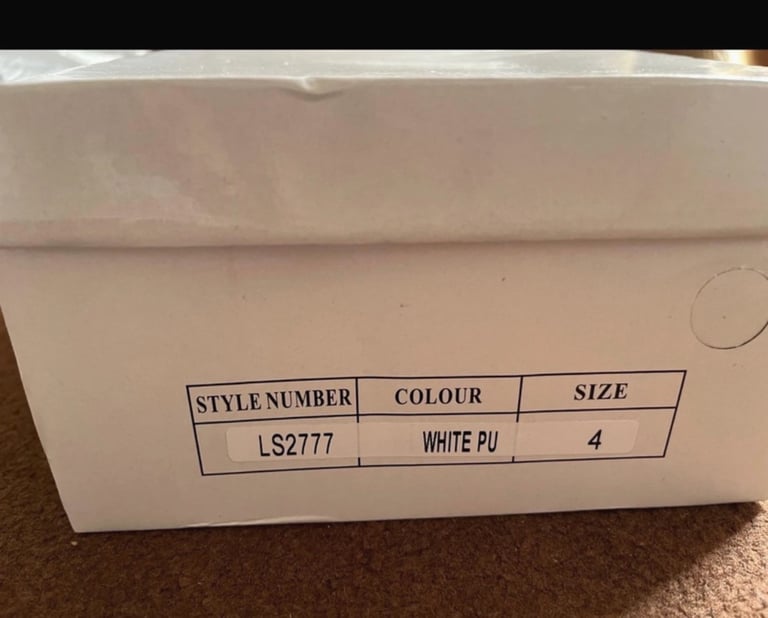 STYLE NUMBER COLOUR SIZE
LS2777 WHITE PU 4